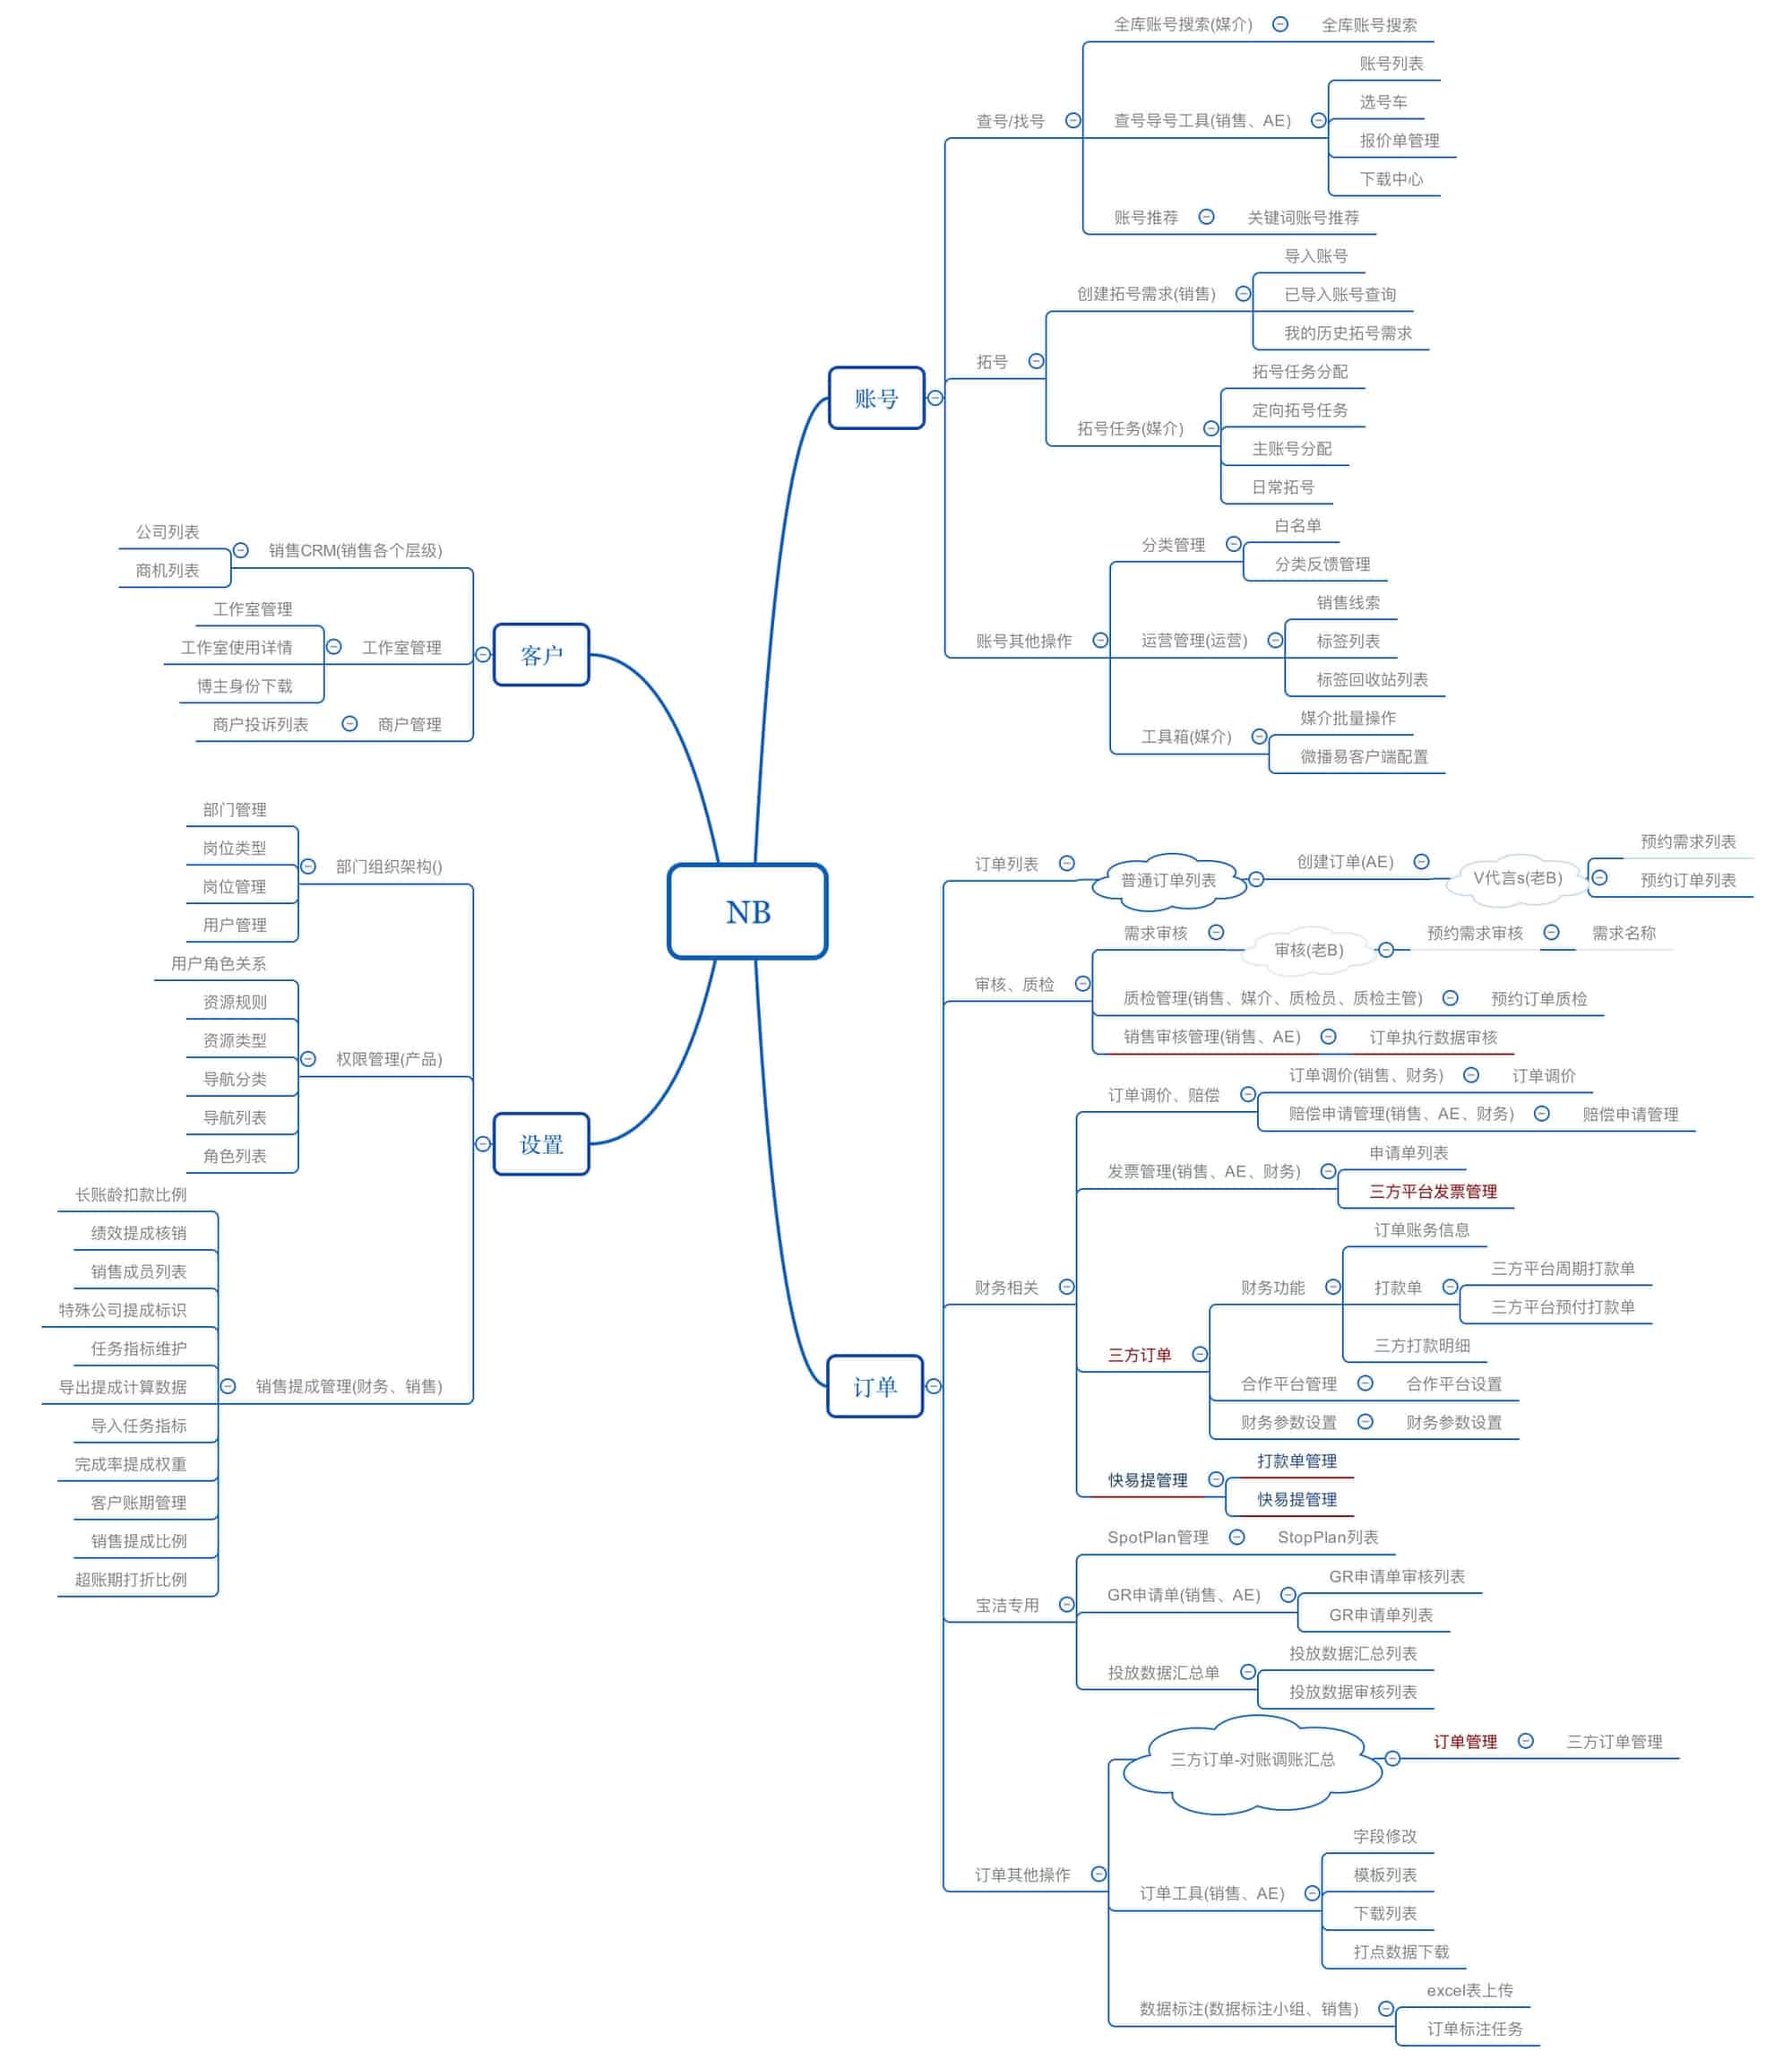 NB
账号
查号/找号
全库账号搜索(媒介)
全库账号搜索
查号导号工具(销售、AE)
账号列表
选号车
报价单管理
下载中心
账号推荐
关键词账号推荐
拓号
创建拓号需求(销售)
导入账号
已导入账号查询
我的历史拓号需求
拓号任务(媒介)
拓号任务分配
定向拓号任务
主账号分配
日常拓号
账号其他操作
分类管理
白名单
分类反馈管理
运营管理(运营)
销售线索
标签列表
标签回收站列表
工具箱(媒介)
媒介批量操作
微播易客户端配置
订单
订单列表
普通订单列表
创建订单(AE)
V代言s(老B)
预约需求列表
预约订单列表
审核、质检
需求审核
审核(老B)
预约需求审核
需求名称
质检管理(销售、媒介、质检员、质检主管)
预约订单质检
销售审核管理(销售、AE)
订单执行数据审核
财务相关
订单调价、赔偿
订单调价(销售、财务)
订单调价
赔偿申请管理(销售、AE、财务)
赔偿申请管理
发票管理(销售、AE、财务)
申请单列表
三方平台发票管理
三方订单
财务功能
订单账务信息
打款单
三方平台周期打款单
三方平台预付打款单
三方打款明细
合作平台管理
合作平台设置
财务参数设置
财务参数设置
快易提管理
打款单管理
快易提管理
宝洁专用
SpotPlan管理
StopPlan列表
GR申请单(销售、AE)
GR申请单审核列表
GR申请单列表
投放数据汇总单
投放数据汇总列表
投放数据审核列表
订单其他操作
三方订单-对账调账汇总
订单管理
三方订单管理
订单工具(销售、AE)
字段修改
模板列表
下载列表
打点数据下载
数据标注(数据标注小组、销售)
excel表上传
订单标注任务
客户
销售CRM(销售各个层级)
公司列表
商机列表
工作室管理
工作室管理
工作室使用详情
博主身份下载
商户管理
商户投诉列表
设置
部门组织架构()
部门管理
岗位类型
岗位管理
用户管理
权限管理(产品)
用户角色关系
资源规则
资源类型
导航分类
导航列表
角色列表
销售提成管理(财务、销售)
长账龄扣款比例
绩效提成核销
销售成员列表
特殊公司提成标识
任务指标维护
导出提成计算数据
导入任务指标
完成率提成权重
客户账期管理
销售提成比例
超账期打折比例